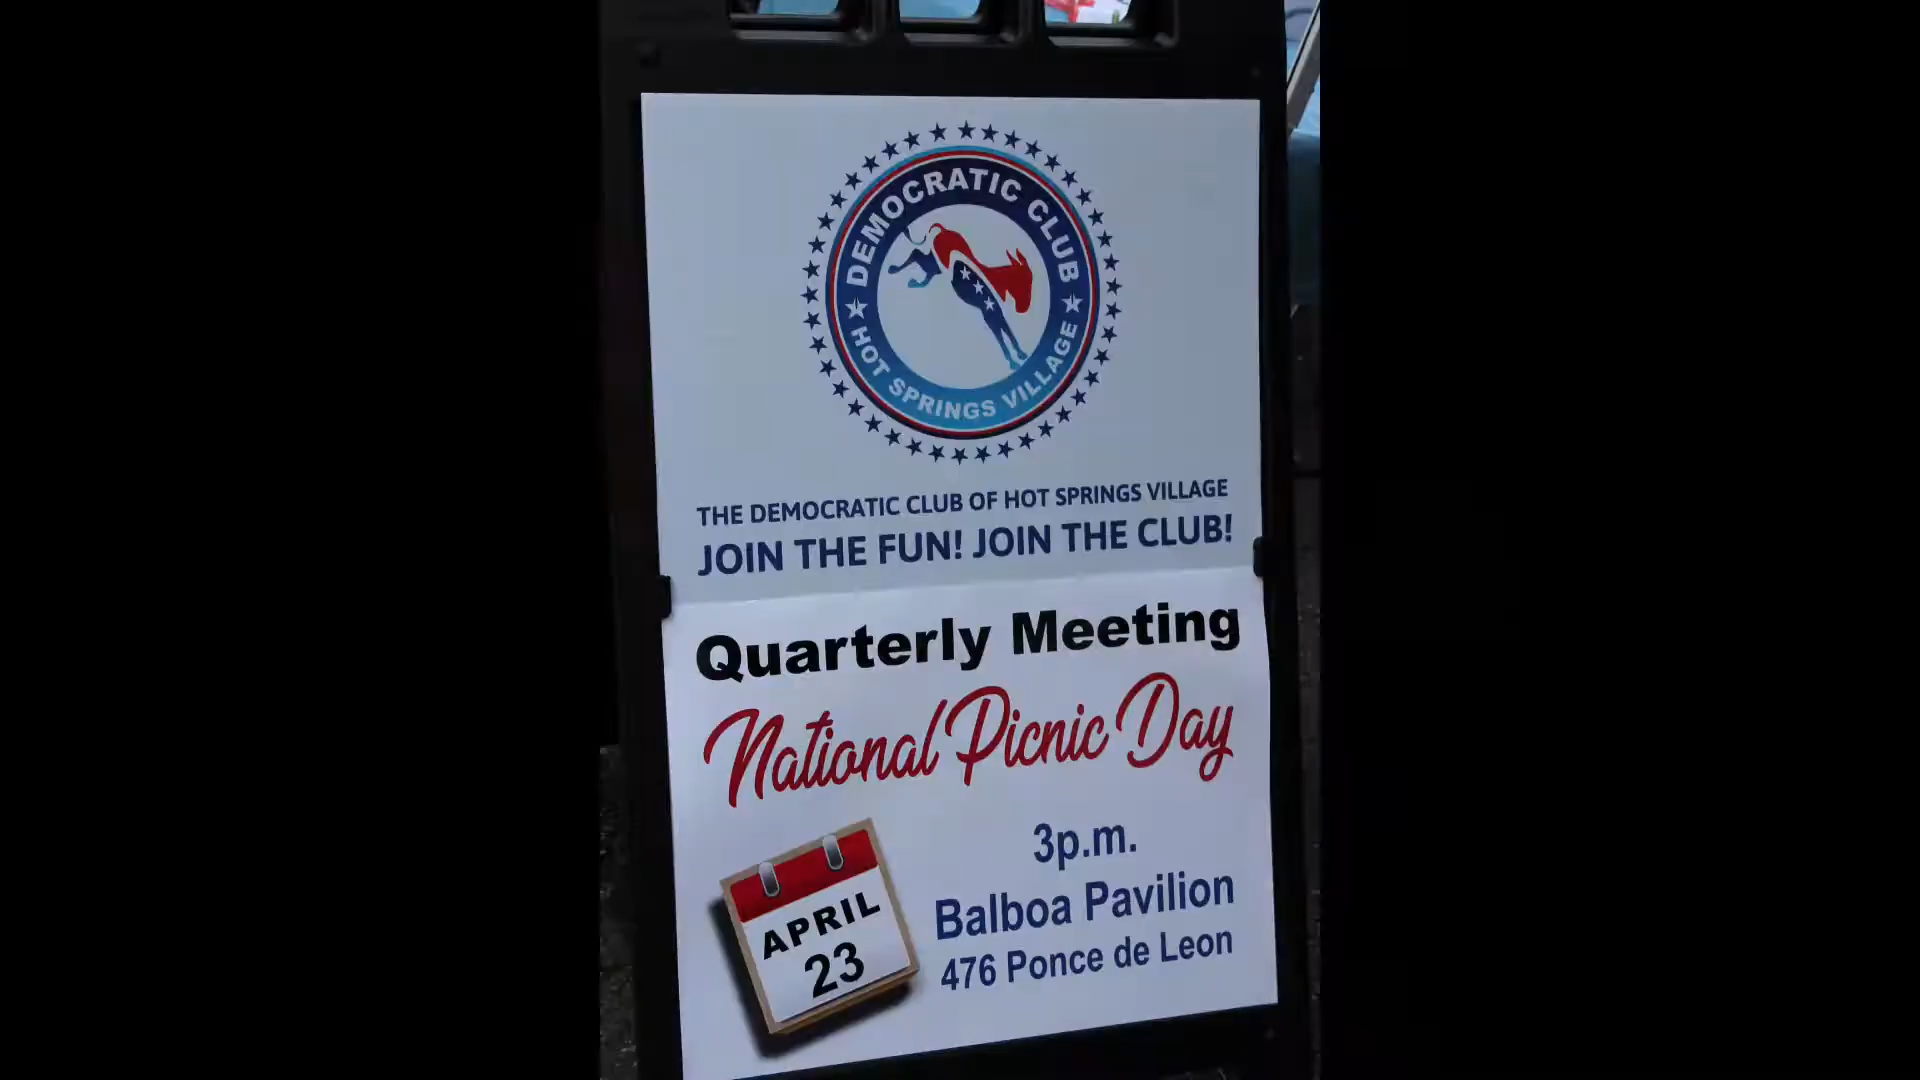 DEMOCRATIC CLUB
HOT SPRINGS VILLAGE
THE DEMOCRATIC CLUB OF HOT SPRINGS VILLAGE
JOIN THE FUN! JOIN THE CLUB!
Quarterly Meeting
National Picnic Day
APRIL
23
3p.m.
Balboa Pavilion
476 Ponce de Leon